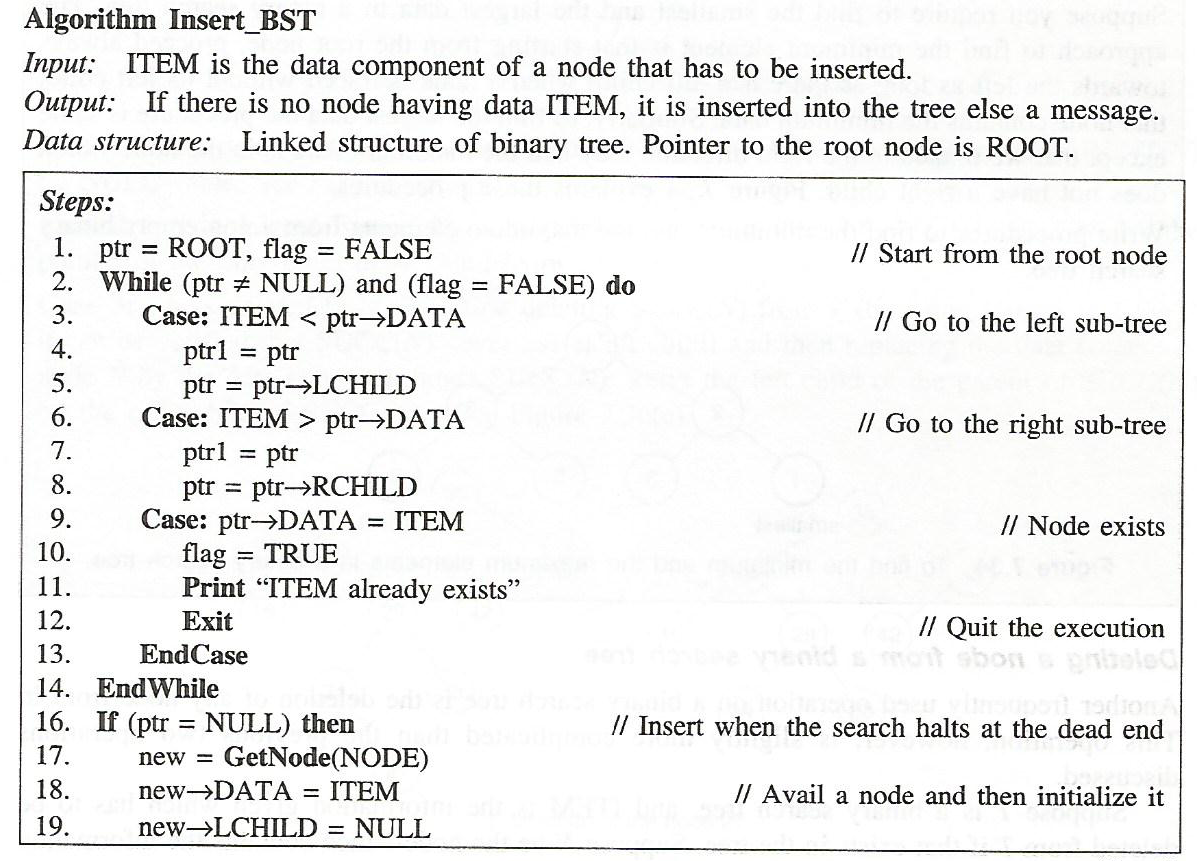 Algorithm Insert_BST
Input: ITEM is the data component of a node that has to be inserted.
Output: If there is no node having data ITEM, it is inserted into the tree else a message.
Data structure: Linked structure of binary tree. Pointer to the root node is ROOT.
Steps:
1. ptr = ROOT, flag = FALSE // Start from the root node
2. While (ptr ≠ NULL) and (flag = FALSE) do
3. Case: ITEM < ptr→DATA // Go to the left sub-tree
4. ptr1 = ptr
5. ptr = ptr→LCHILD
6. Case: ITEM > ptr→DATA // Go to the right sub-tree
7. ptr1 = ptr
8. ptr = ptr→RCHILD
9. Case: ptr→DATA = ITEM // Node exists
10. flag = TRUE
11. Print “ITEM already exists”
12. Exit // Quit the execution
13. EndCase
14. EndWhile
16. If (ptr = NULL) then // Insert when the search halts at the dead end
17. new = GetNode(NODE)
18. new→DATA = ITEM // Avail a node and then initialize it
19. new→LCHILD = NULL